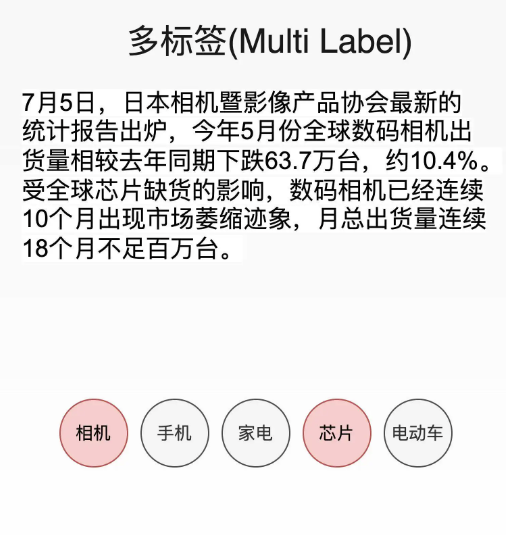 多标签(Multi Label)
7月5日，日本相机暨影像产品协会最新的
统计报告出炉，今年5月份全球数码相机出
货量相较去年同期下跌63.7万台，约10.4%。
受全球芯片缺货的影响，数码相机已经连续
10个月出现市场萎缩迹象，月总出货量连续
18个月不足百万台。
相机 手机 家电 芯片 电动车